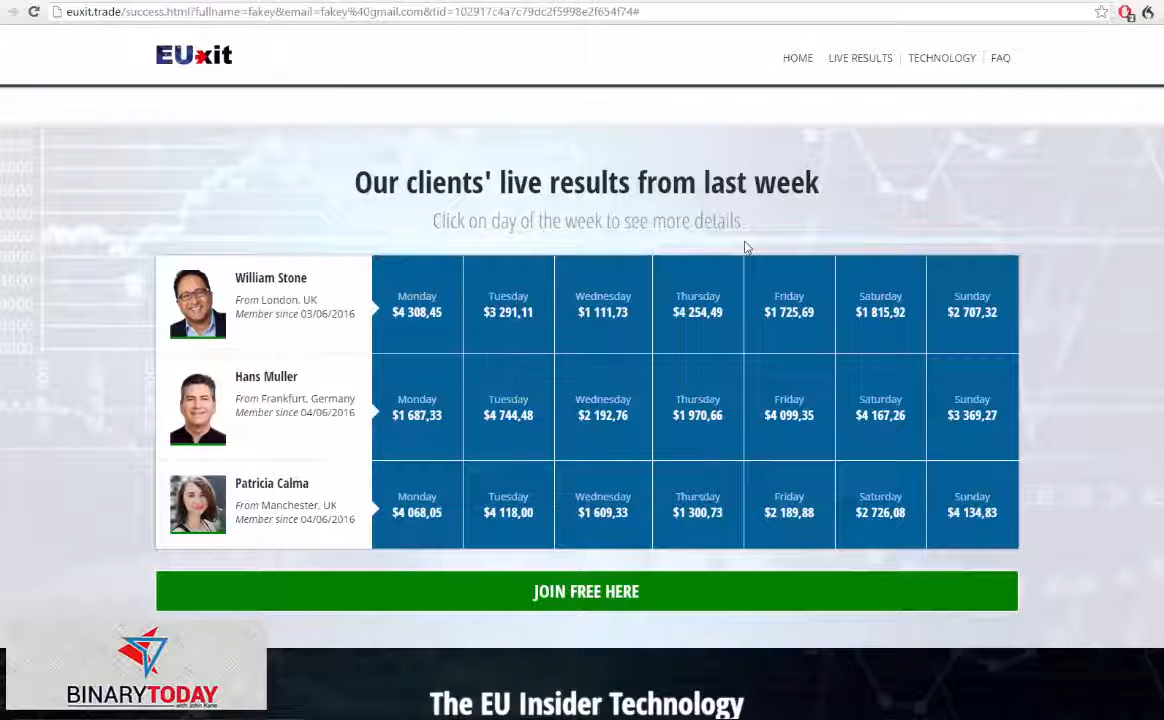 euxit.trade/success.html?fullname=fakey&email=fakey%40gmail.com&tid=102917c4a7c79dc2f5998e2f654f74#
EUxit
HOME LIVE RESULTS TECHNOLOGY FAQ
Our clients' live results from last week
Click on day of the week to see more details.
William Stone
From London, UK
Member since 03/06/2016
Monday Tuesday Wednesday Thursday Friday Saturday Sunday
$4 308,45 $3 291,11 $1 111,73 $4 254,49 $1 725,69 $1 815,92 $2 707,32
Hans Muller
From Frankfurt, Germany
Member since 04/06/2016
Monday Tuesday Wednesday Thursday Friday Saturday Sunday
$1 687,33 $4 744,48 $2 192,76 $1 970,66 $4 099,35 $4 167,26 $3 369,27
Patricia Calma
From Manchester, UK
Member since 04/06/2016
Monday Tuesday Wednesday Thursday Friday Saturday Sunday
$4 068,05 $4 118,00 $1 609,33 $1 300,73 $2 189,88 $2 726,08 $4 134,83
JOIN FREE HERE
BINARYTODAY
with John Kane
The EU Insider Technology